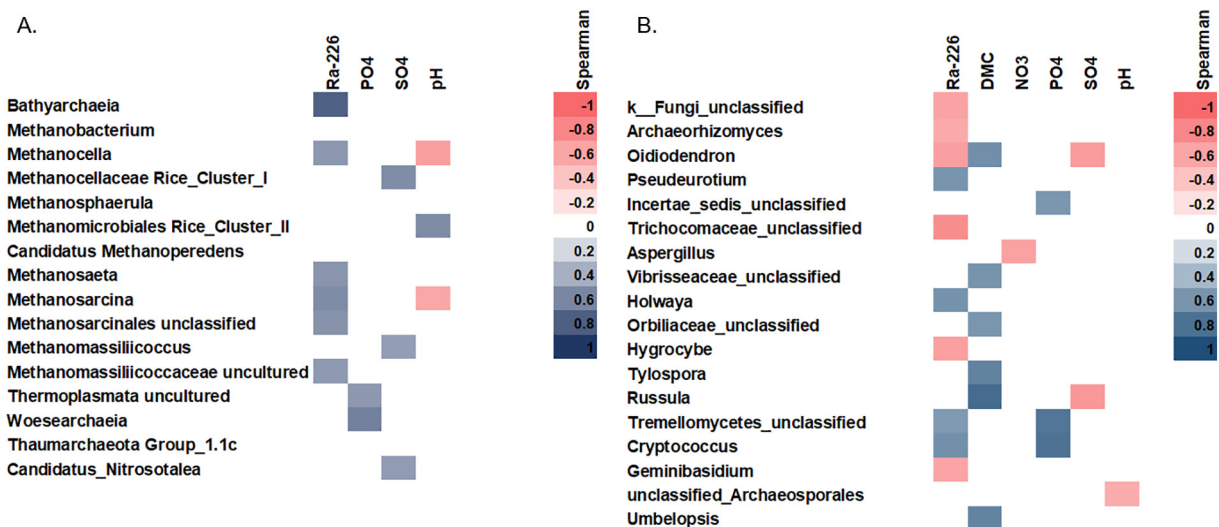 A.
Ra-226
PO4
SO4
pH
Spearman
Bathyarchaeia
Methanobacterium
Methanocella
Methanocellaceae Rice_Cluster_I
Methanosphaerula
Methanomicrobiales Rice_Cluster_II
Candidatus Methanoperedens
Methanosaeta
Methanosarcina
Methanosarcinales unclassified
Methanomassiliicoccus
Methanomassiliicoccaceae uncultured
Thermoplasmata uncultured
Woesearchaeia
Thaumarchaeota Group_1.1c
Candidatus_Nitrosotalea
-1
-0.8
-0.6
-0.4
-0.2
0
0.2
0.4
0.6
0.8
1
B.
Ra-226
DMC
NO3
PO4
SO4
pH
Spearman
k__Fungi_unclassified
Archaeorhizomyces
Oidiodendron
Pseudeurotium
Incertae_sedis_unclassified
Trichocomaceae_unclassified
Aspergillus
Vibrisseaceae_unclassified
Holwaya
Orbiliaceae_unclassified
Hygrocybe
Tylospora
Russula
Tremellomycetes_unclassified
Cryptococcus
Geminibasidium
unclassified_Archaeosporales
Umbelopsis
-1
-0.8
-0.6
-0.4
-0.2
0
0.2
0.4
0.6
0.8
1